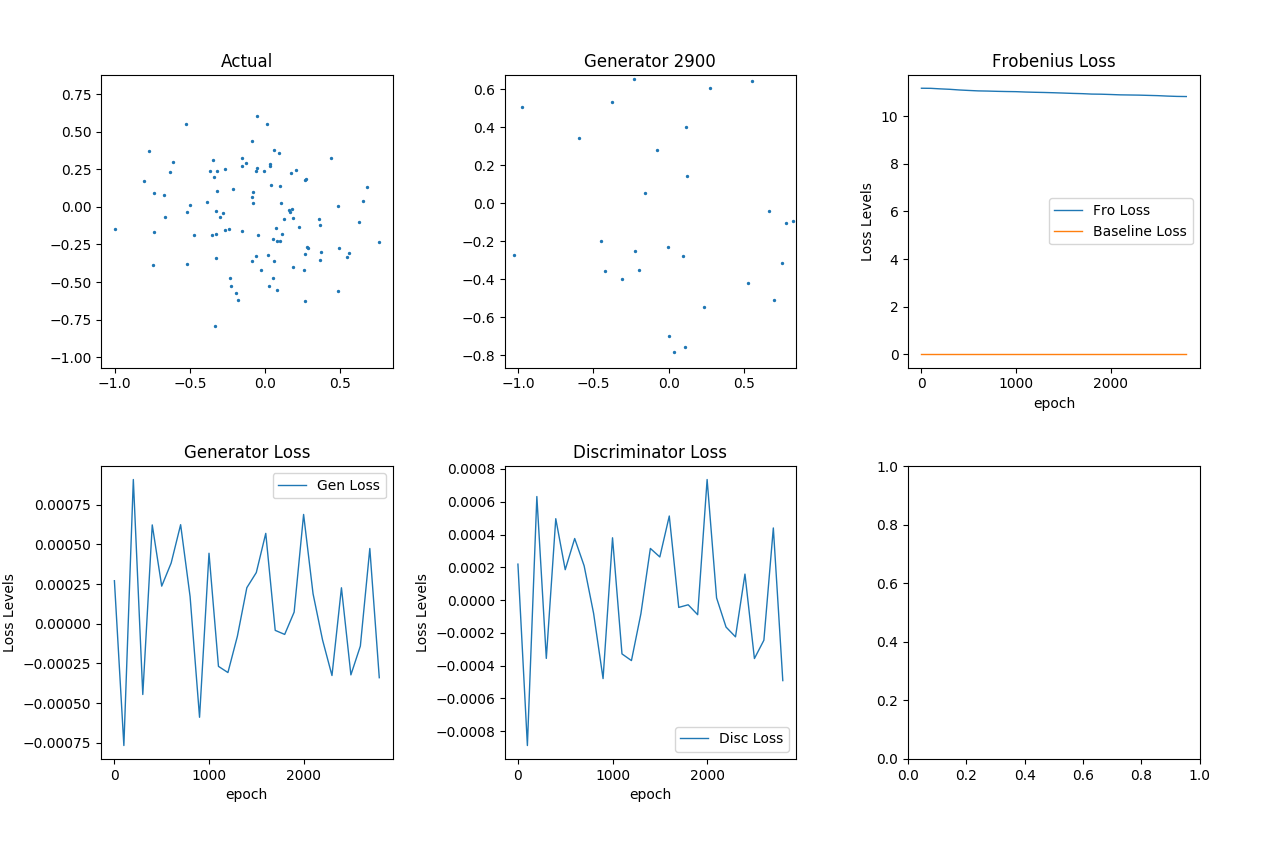 Actual
0.75
0.50
0.25
0.00
−0.25
−0.50
−0.75
−1.00
−1.0 −0.5 0.0 0.5
Generator 2900
0.6
0.4
0.2
0.0
−0.2
−0.4
−0.6
−0.8
−1.0 −0.5 0.0 0.5
Frobenius Loss
Loss Levels
10
8
6
4
2
0
Fro Loss
Baseline Loss
0 1000 2000
epoch
Generator Loss
Loss Levels
0.00075
0.00050
0.00025
0.00000
−0.00025
−0.00050
−0.00075
Gen Loss
0 1000 2000
epoch
Discriminator Loss
Loss Levels
0.0008
0.0006
0.0004
0.0002
0.0000
−0.0002
−0.0004
−0.0006
−0.0008
Disc Loss
0 1000 2000
epoch
1.0
0.8
0.6
0.4
0.2
0.0
0.0 0.2 0.4 0.6 0.8 1.0